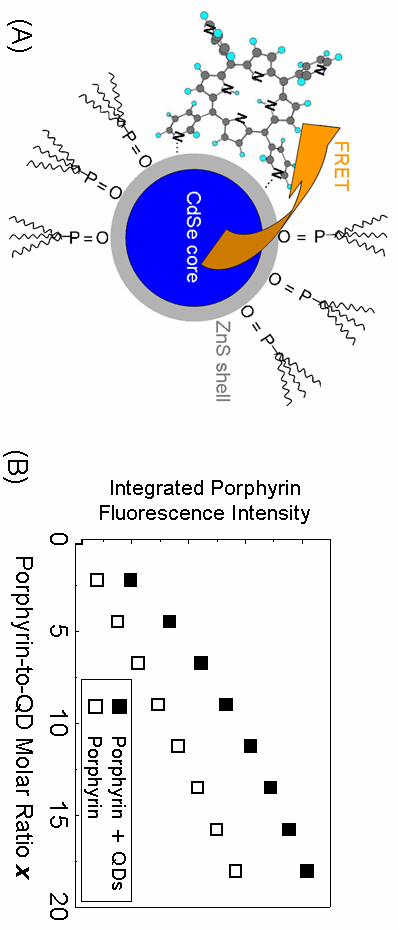 (A)
N
N
N
N
N
N
N
N
FRET
P=O
P=O
P=O
O=P
O=P
O=P
CdSe core
ZnS shell
(B)
Integrated Porphyrin
Fluorescence Intensity
0
5
10
15
20
Porphyrin-to-QD Molar Ratio x
Porphyrin + QDs
Porphyrin